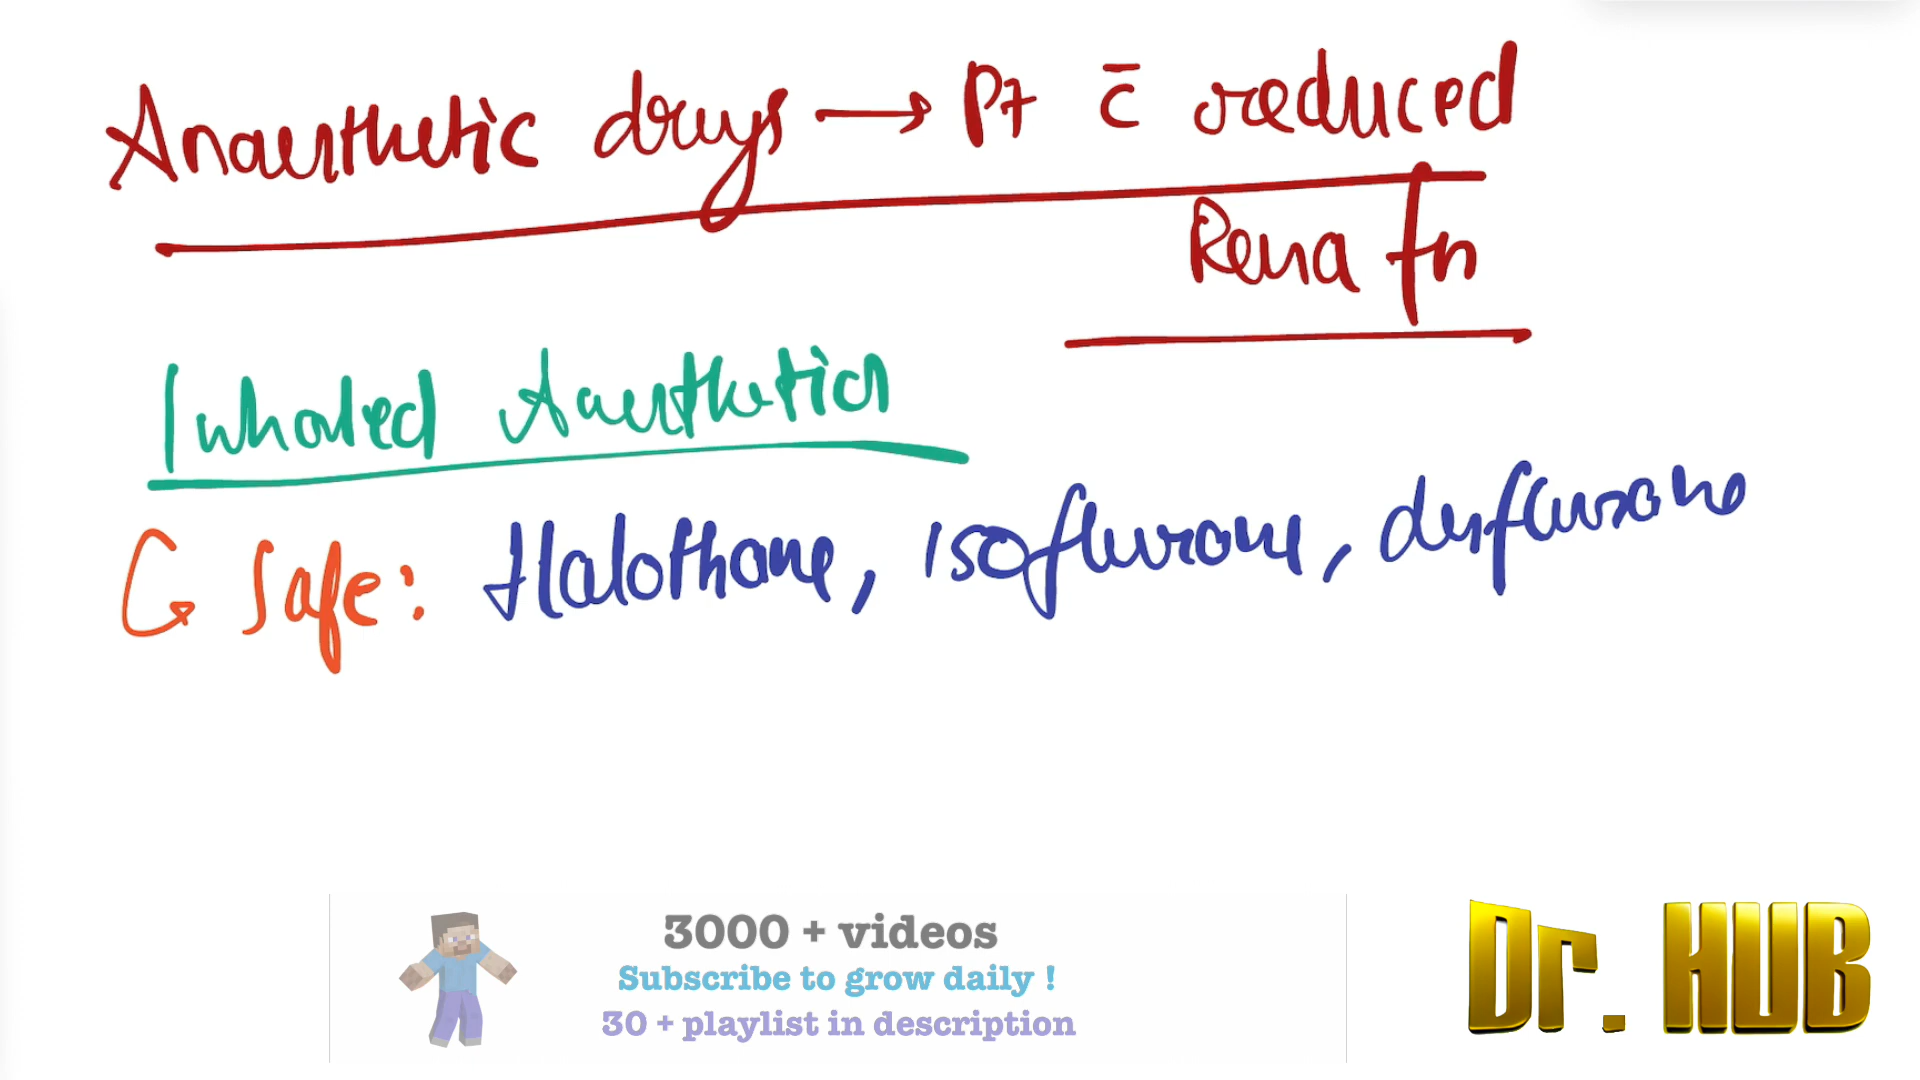 Anaesthetic drugs → Pt c̄ reduced
Rena fn
Inhaled Anaesthetics
Safe: Halothane, isoflurane, desflurane
3000 + videos
Subscribe to grow daily !
30 + playlist in description
Dr. HUB